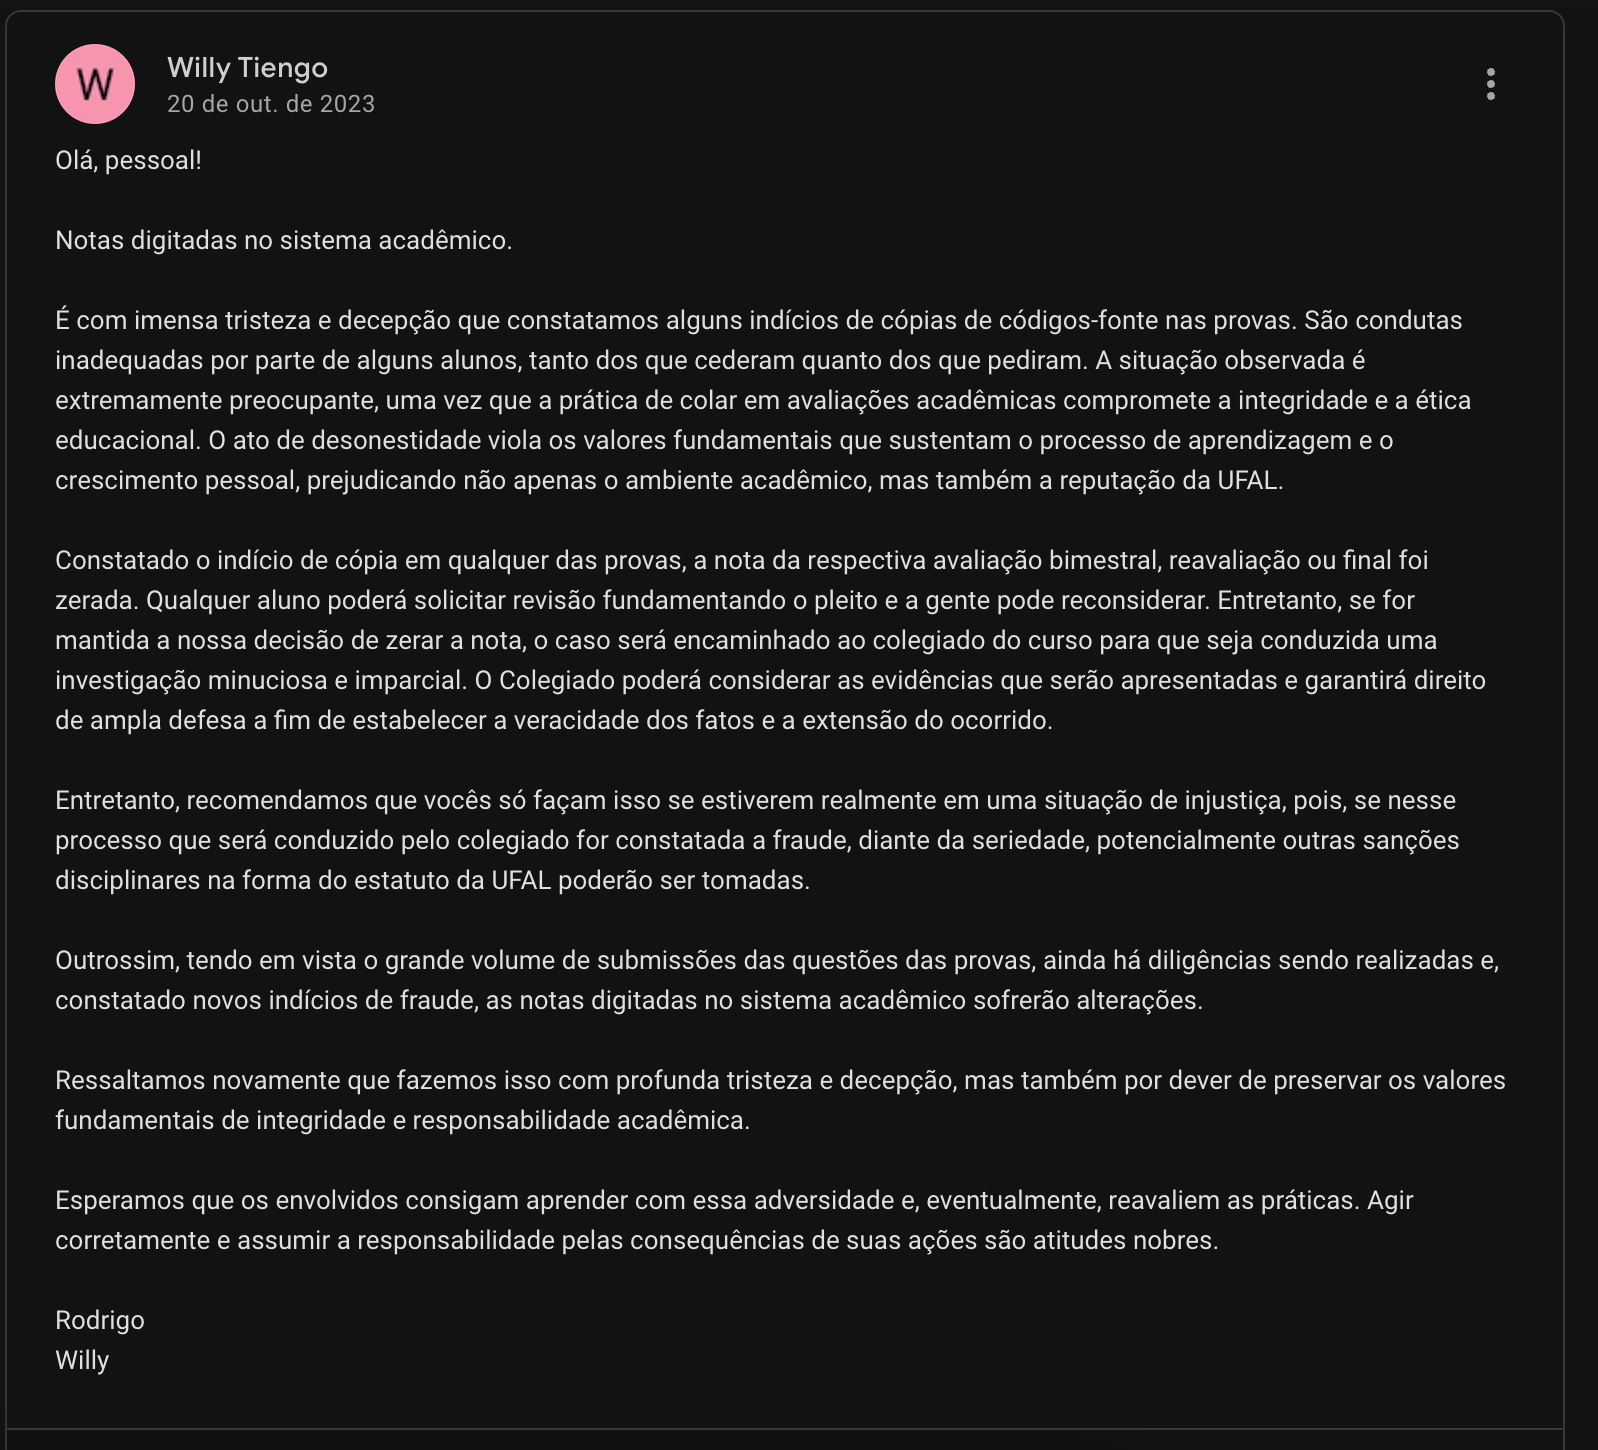 W
Willy Tiengo
20 de out. de 2023
Olá, pessoal!
Notas digitadas no sistema acadêmico.
É com imensa tristeza e decepção que constatamos alguns indícios de cópias de códigos-fonte nas provas. São condutas
inadequadas por parte de alguns alunos, tanto dos que cederam quanto dos que pediram. A situação observada é
extremamente preocupante, uma vez que a prática de colar em avaliações acadêmicas compromete a integridade e a ética
educacional. O ato de desonestidade viola os valores fundamentais que sustentam o processo de aprendizagem e o
crescimento pessoal, prejudicando não apenas o ambiente acadêmico, mas também a reputação da UFAL.
Constatado o indício de cópia em qualquer das provas, a nota da respectiva avaliação bimestral, reavaliação ou final foi
zerada. Qualquer aluno poderá solicitar revisão fundamentando o pleito e a gente pode reconsiderar. Entretanto, se for
mantida a nossa decisão de zerar a nota, o caso será encaminhado ao colegiado do curso para que seja conduzida uma
investigação minuciosa e imparcial. O Colegiado poderá considerar as evidências que serão apresentadas e garantirá direito
de ampla defesa a fim de estabelecer a veracidade dos fatos e a extensão do ocorrido.
Entretanto, recomendamos que vocês só façam isso se estiverem realmente em uma situação de injustiça, pois, se nesse
processo que será conduzido pelo colegiado for constatada a fraude, diante da seriedade, potencialmente outras sanções
disciplinares na forma do estatuto da UFAL poderão ser tomadas.
Outrossim, tendo em vista o grande volume de submissões das questões das provas, ainda há diligências sendo realizadas e,
constatado novos indícios de fraude, as notas digitadas no sistema acadêmico sofrerão alterações.
Ressaltamos novamente que fazemos isso com profunda tristeza e decepção, mas também por dever de preservar os valores
fundamentais de integridade e responsabilidade acadêmica.
Esperamos que os envolvidos consigam aprender com essa adversidade e, eventualmente, reavaliem as práticas. Agir
corretamente e assumir a responsabilidade pelas consequências de suas ações são atitudes nobres.
Rodrigo
Willy